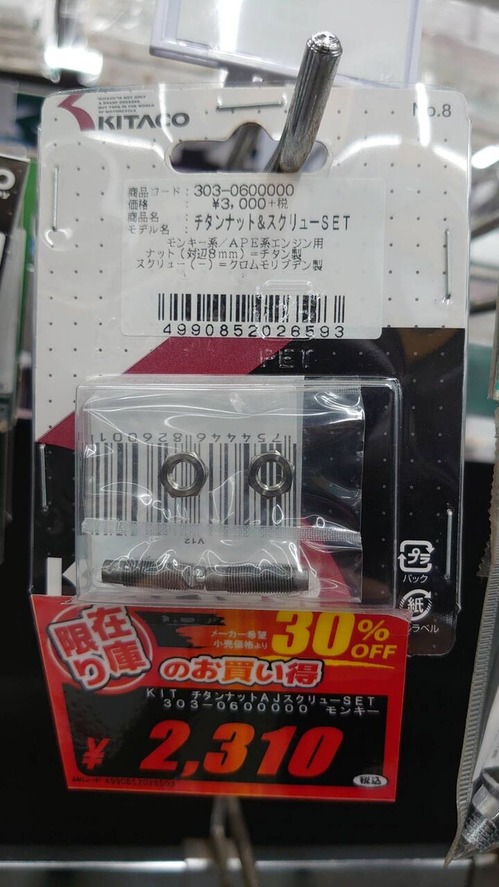 KITACO
No.8
商品コード : 303-0600000
価格 : ¥3,000+税
商品名 : チタンナット&スクリューSET
モデル名 :
モンキー系/APE系エンジン用
ナット(対辺8mm)=チタン製
スクリュー(-)=クロムモリブデン製
4990852026593
PET
754446826001
V12
プラ
パック
紙
ラベル
在庫限り
メーカー希望
小売価格より
30%OFF
のお買い得
KIT チタンナットAJスクリューSET
303-0600000 モンキー
¥2,310
税込
4990852026593